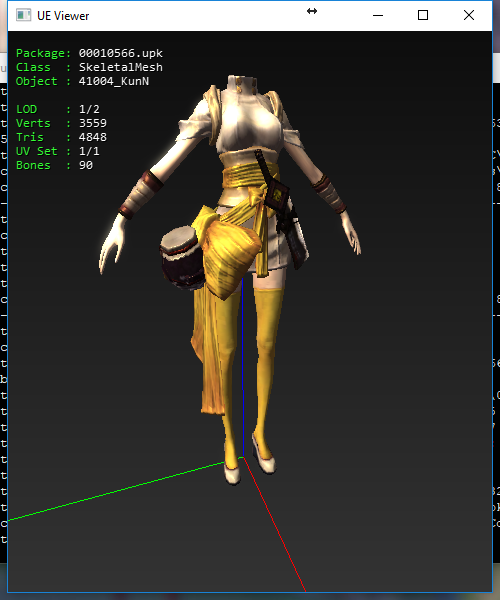 UE Viewer
Package: 00010566.upk
Class : SkeletalMesh
Object : 41004_KunN
LOD : 1/2
Verts : 3559
Tris : 4848
UV Set : 1/1
Bones : 90